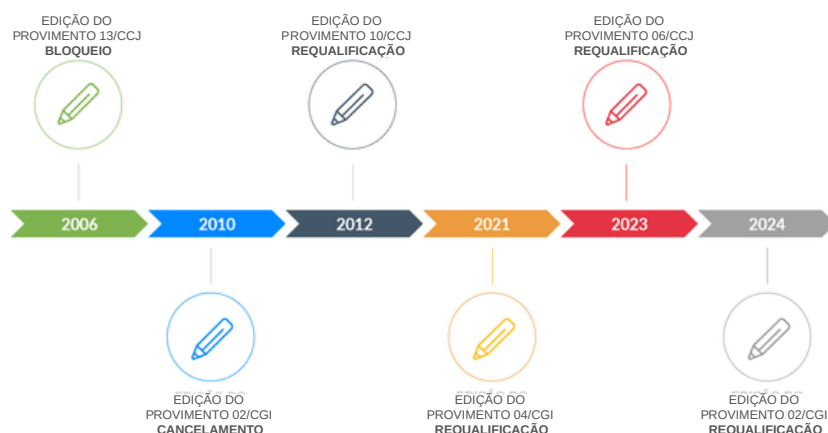 EDIÇÃO DO
PROVIMENTO 13/CCJ
BLOQUEIO
EDIÇÃO DO
PROVIMENTO 10/CCJ
REQUALIFICAÇÃO
EDIÇÃO DO
PROVIMENTO 06/CCJ
REQUALIFICAÇÃO
2006
2010
2012
2021
2023
2024
EDIÇÃO DO
PROVIMENTO 02/CGI
CANCELAMENTO
EDIÇÃO DO
PROVIMENTO 04/CGI
REQUALIFICAÇÃO
EDIÇÃO DO
PROVIMENTO 02/CGI
REQUALIFICAÇÃO